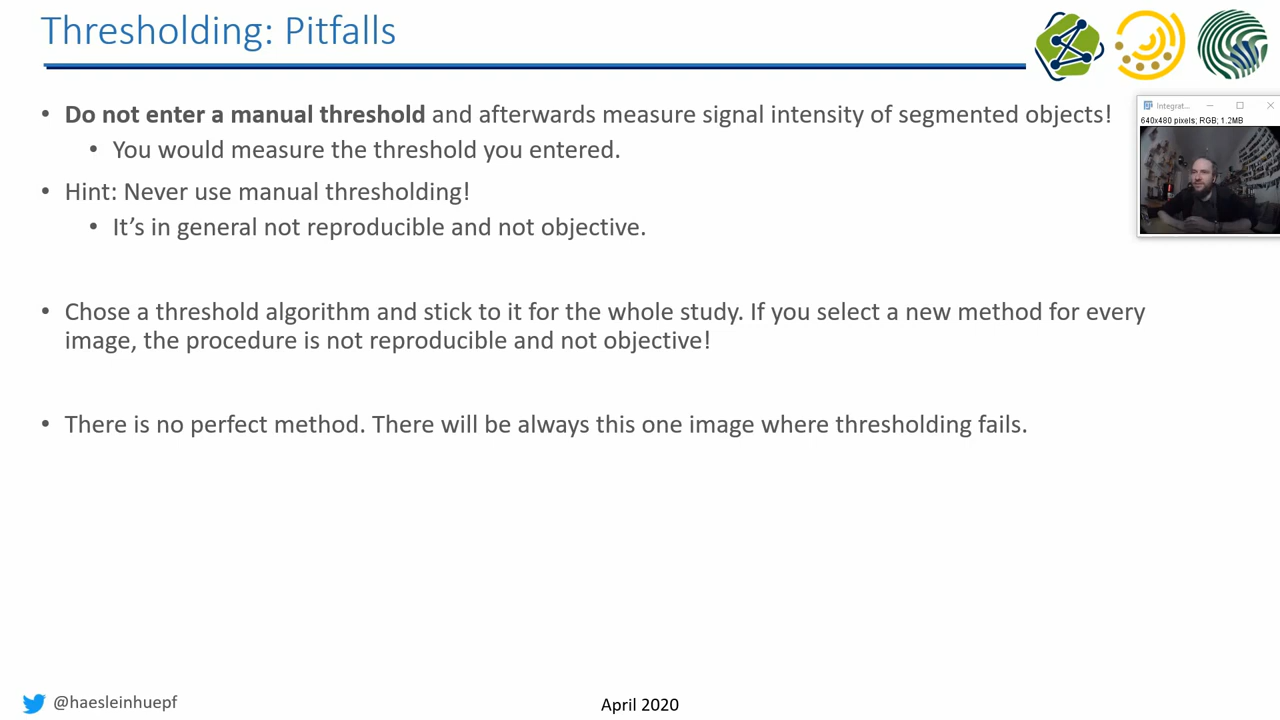 Thresholding: Pitfalls
• Do not enter a manual threshold and afterwards measure signal intensity of segmented objects!
• You would measure the threshold you entered.
• Hint: Never use manual thresholding!
• It’s in general not reproducible and not objective.
• Chose a threshold algorithm and stick to it for the whole study. If you select a new method for every
image, the procedure is not reproducible and not objective!
• There is no perfect method. There will be always this one image where thresholding fails.
Integrat...
640x480 pixels; RGB; 1.2MB
@haesleinhuepf
April 2020